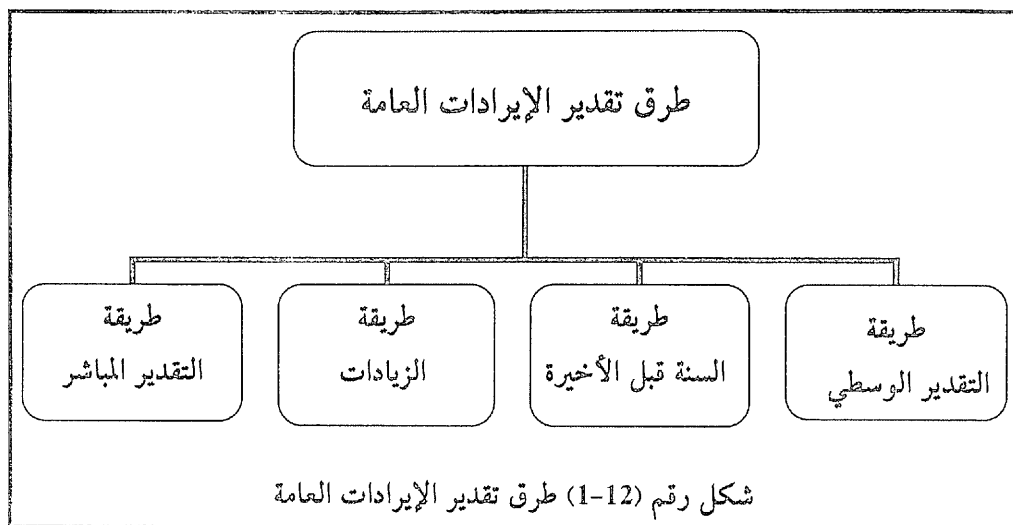 طرق تقدير الإيرادات العامة
طريقة
التقدير الوسطي
طريقة
السنة قبل الأخيرة
طريقة
الزيادات
طريقة
التقدير المباشر
شكل رقم (12-1) طرق تقدير الإيرادات العامة